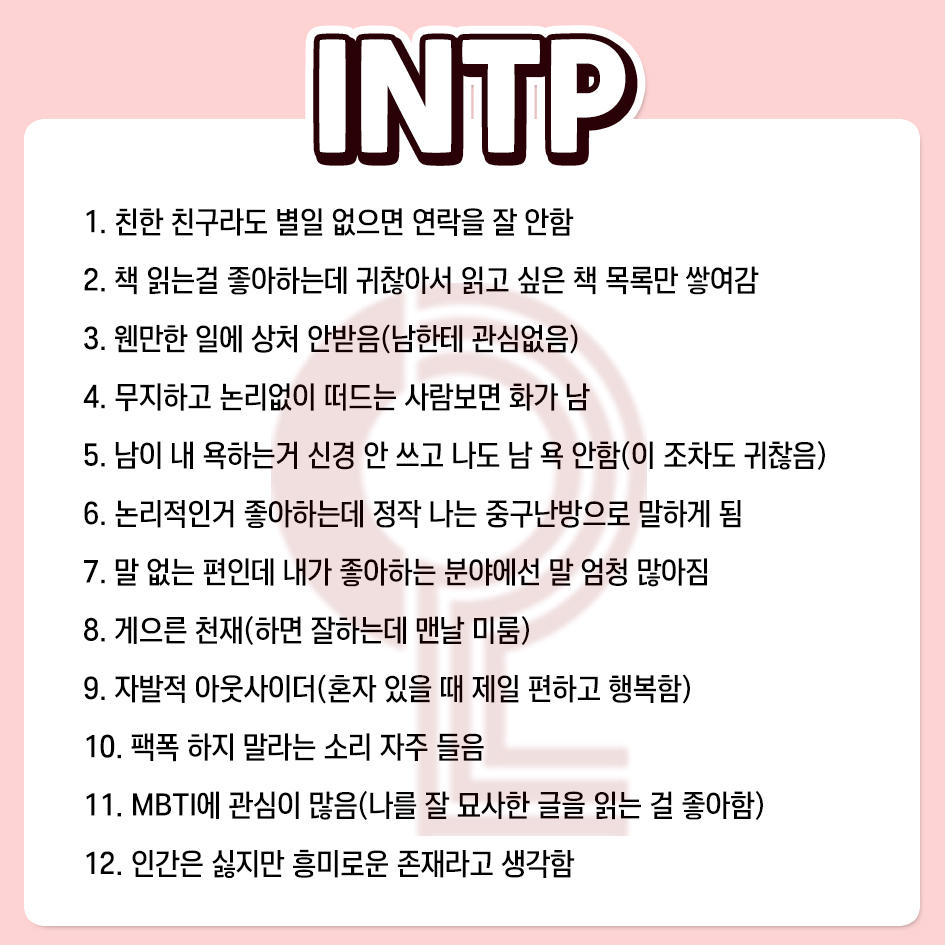 INTP
1. 친한 친구라도 별일 없으면 연락을 잘 안함
2. 책 읽는걸 좋아하는데 귀찮아서 읽고 싶은 책 목록만 쌓여감
3. 웬만한 일에 상처 안받음(남한테 관심없음)
4. 무지하고 논리없이 떠드는 사람보면 화가 남
5. 남이 내 욕하는거 신경 안 쓰고 나도 남 욕 안함(이 조차도 귀찮음)
6. 논리적인거 좋아하는데 정작 나는 중구난방으로 말하게 됨
7. 말 없는 편인데 내가 좋아하는 분야에선 말 엄청 많아짐
8. 게으른 천재(하면 잘하는데 맨날 미룸)
9. 자발적 아웃사이더(혼자 있을 때 제일 편하고 행복함)
10. 팩폭 하지 말라는 소리 자주 들음
11. MBTI에 관심이 많음(나를 잘 묘사한 글을 읽는 걸 좋아함)
12. 인간은 싫지만 흥미로운 존재라고 생각함